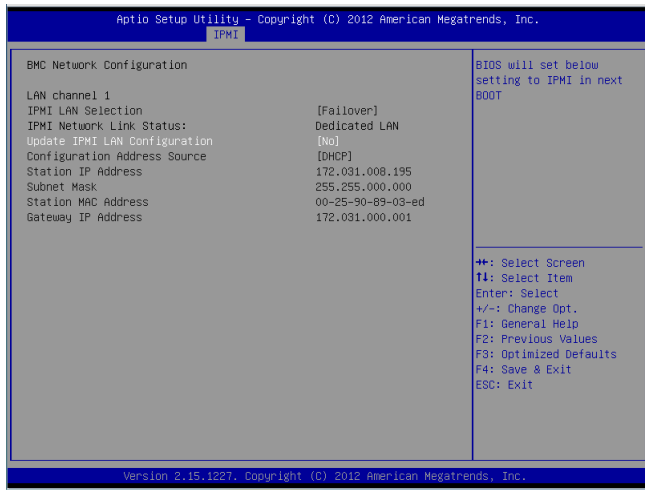 Aptio Setup Utility – Copyright (C) 2012 American Megatrends, Inc.
IPMI
BMC Network Configuration
LAN channel 1
IPMI LAN Selection [Failover]
IPMI Network Link Status: Dedicated LAN
Update IPMI LAN Configuration [No]
Configuration Address Source [DHCP]
Station IP Address 172.031.008.195
Subnet Mask 255.255.000.000
Station MAC Address 00-25-90-89-03-ed
Gateway IP Address 172.031.000.001
BIOS will set below
setting to IPMI in next
BOOT
→←: Select Screen
↑↓: Select Item
Enter: Select
+/-: Change Opt.
F1: General Help
F2: Previous Values
F3: Optimized Defaults
F4: Save & Exit
ESC: Exit
Version 2.15.1227. Copyright (C) 2012 American Megatrends, Inc.